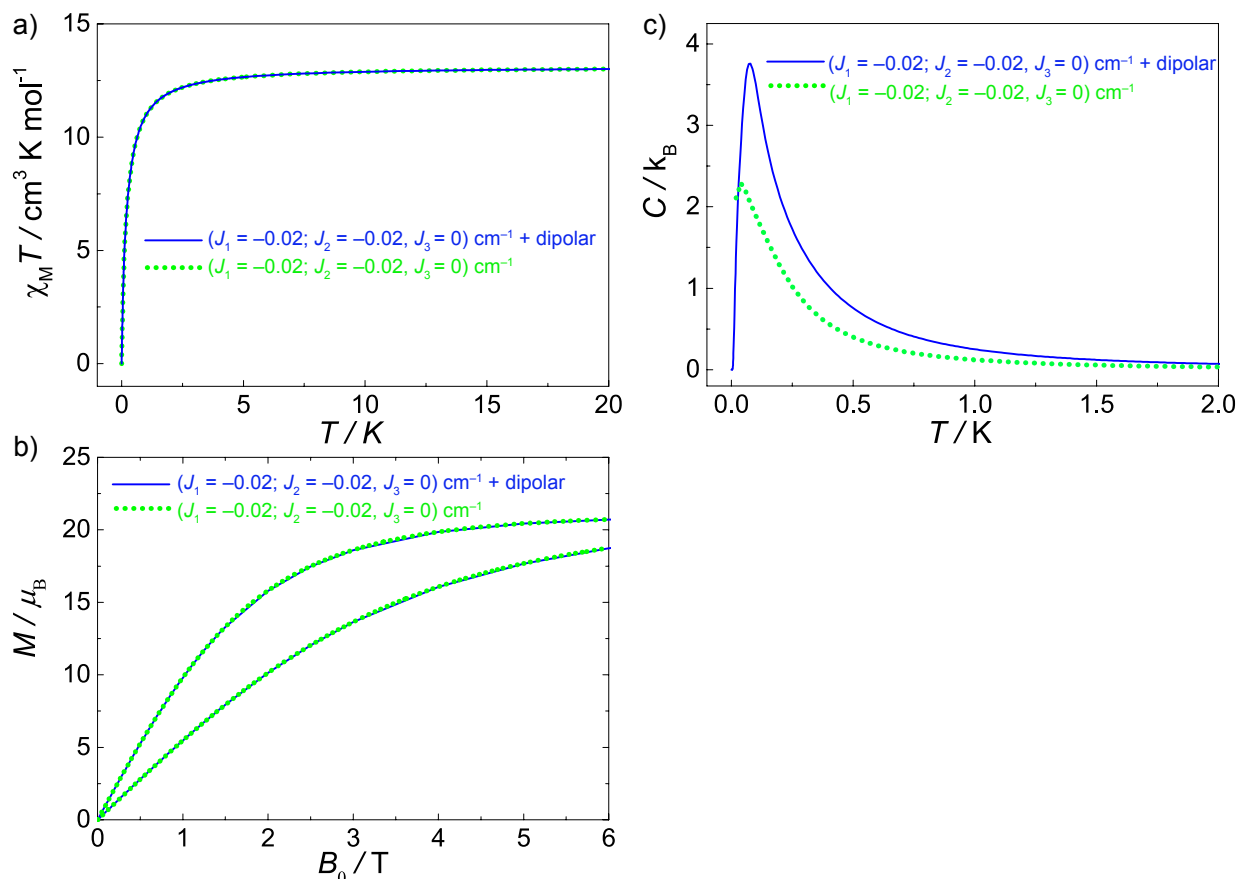 a)
15
10
5
0
χ_M T / cm³ K mol⁻¹
(J₁ = –0.02; J₂ = –0.02, J₃ = 0) cm⁻¹ + dipolar
(J₁ = –0.02; J₂ = –0.02, J₃ = 0) cm⁻¹
0 5 10 15 20
T / K
c)
4
3
2
1
0
C / k_B
(J₁ = –0.02; J₂ = –0.02, J₃ = 0) cm⁻¹ + dipolar
(J₁ = –0.02; J₂ = –0.02, J₃ = 0) cm⁻¹
0.0 0.5 1.0 1.5 2.0
T / K
b)
25
20
15
10
5
0
M / μ_B
(J₁ = –0.02; J₂ = –0.02, J₃ = 0) cm⁻¹ + dipolar
(J₁ = –0.02; J₂ = –0.02, J₃ = 0) cm⁻¹
0 1 2 3 4 5 6
B₀ / T